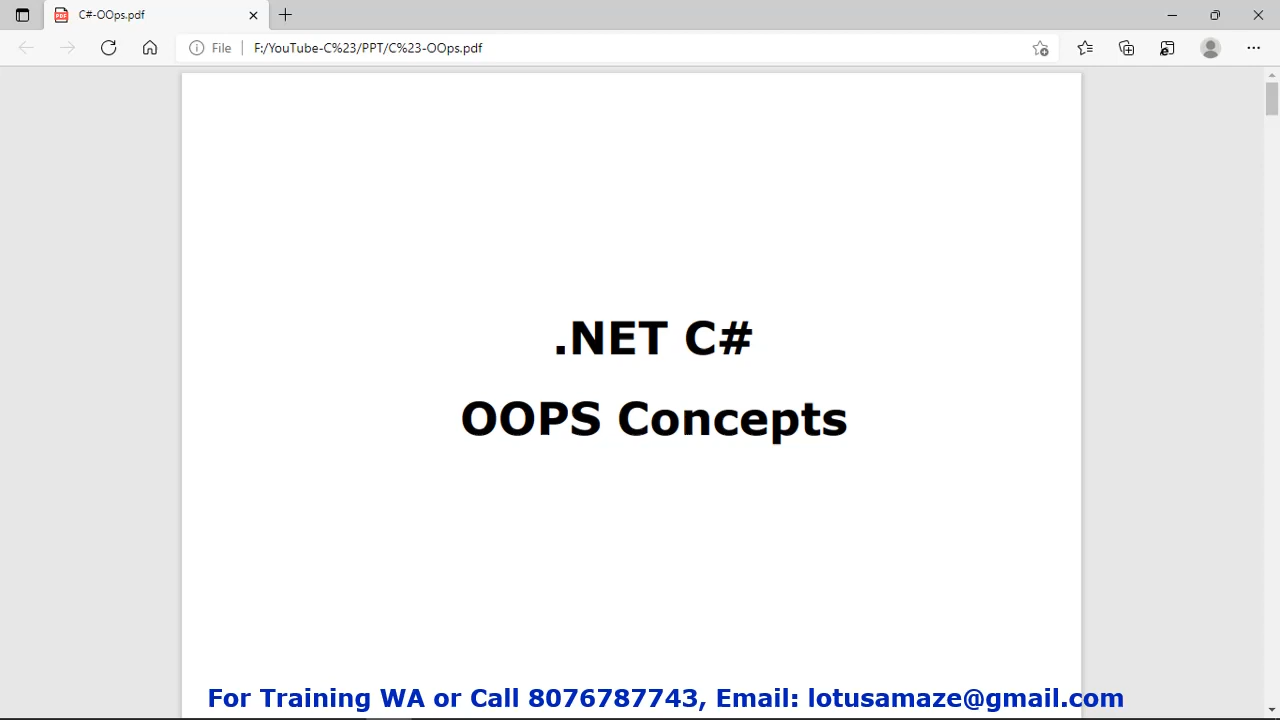 C#-OOps.pdf
File
F:/YouTube-C%23/PPT/C%23-OOps.pdf
.NET C#
OOPS Concepts
For Training WA or Call 8076787743, Email: lotusamaze@gmail.com